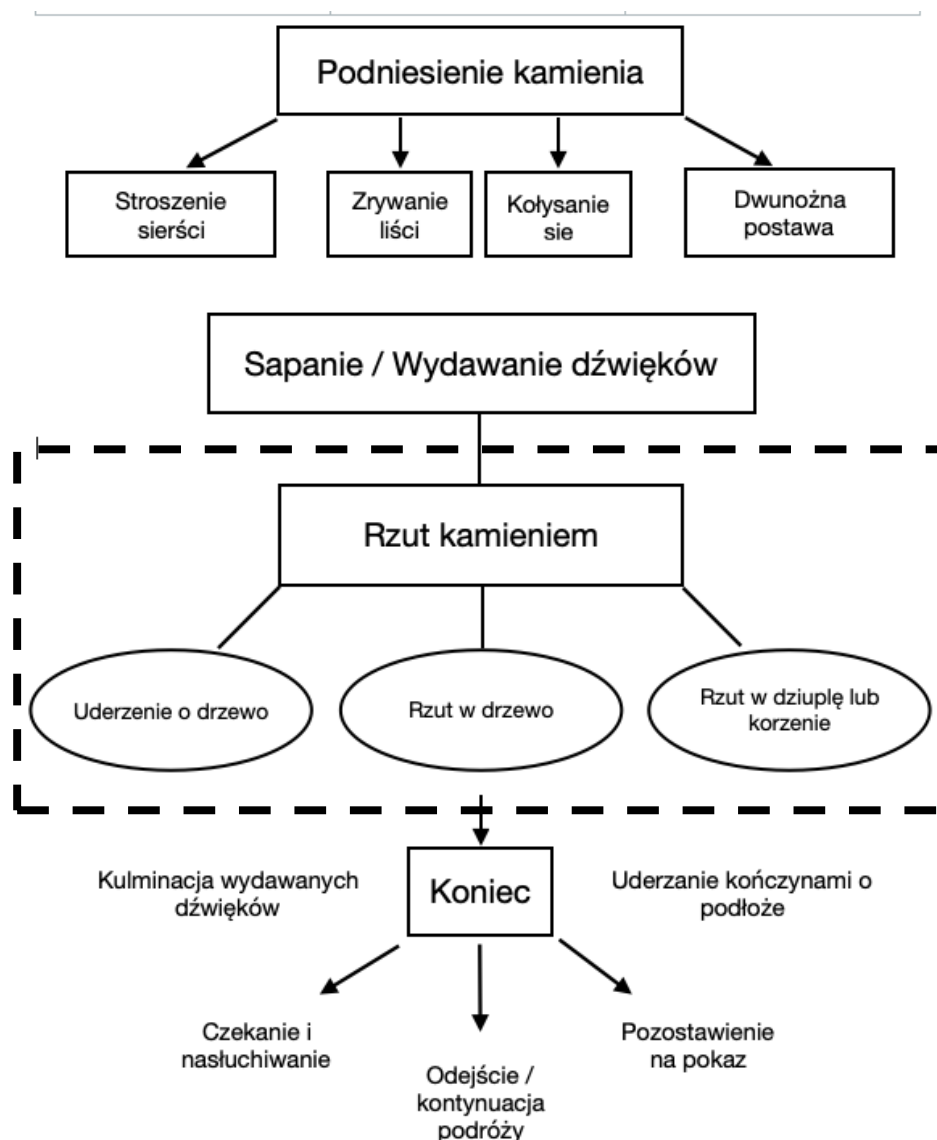 Podniesienie kamienia
Stroszenie
sierści
Zrywanie
liści
Kołysanie
sie
Dwunożna
postawa
Sapanie / Wydawanie dźwięków
Rzut kamieniem
Uderzenie o drzewo
Rzut w drzewo
Rzut w dziuplę lub
korzenie
Kulminacja wydawanych
dźwięków
Koniec
Uderzanie kończynami o
podłoże
Czekanie i
nasłuchiwanie
Odejście /
kontynuacja
podróży
Pozostawienie
na pokaz